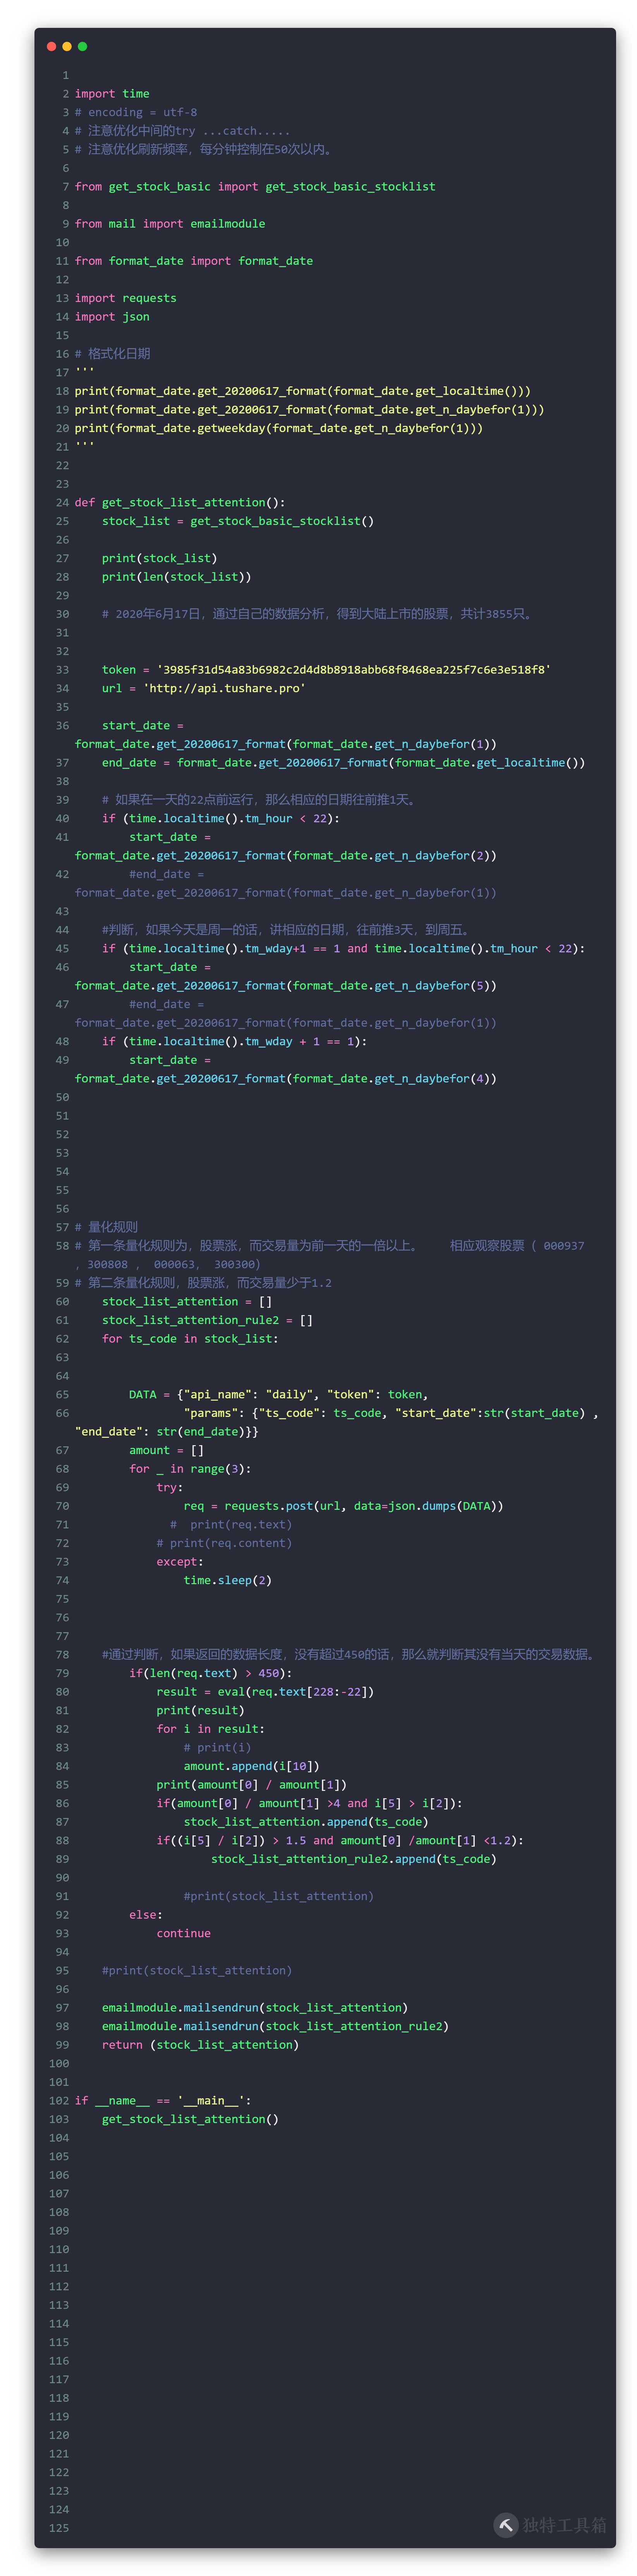 1
2 import time
3 # encoding = utf-8
4 # 注意优化中间的try ...catch.....
5 # 注意优化刷新频率，每分钟控制在50次以内。
6
7 from get_stock_basic import get_stock_basic_stocklist
8
9 from mail import emailmodule
10
11 from format_date import format_date
12
13 import requests
14 import json
15
16 # 格式化日期
17 '''
18 print(format_date.get_20200617_format(format_date.get_localtime()))
19 print(format_date.get_20200617_format(format_date.get_n_daybefor(1)))
20 print(format_date.getweekday(format_date.get_n_daybefor(1)))
21 '''
22
23
24 def get_stock_list_attention():
25     stock_list = get_stock_basic_stocklist()
26
27     print(stock_list)
28     print(len(stock_list))
29
30     # 2020年6月17日，通过自己的数据分析，得到大陆上市的股票，共计3855只。
31
32
33     token = '3985f31d54a83b6982c2d4d8b8918abb68f8468ea225f7c6e3e518f8'
34     url = 'http://api.tushare.pro'
35
36     start_date =
format_date.get_20200617_format(format_date.get_n_daybefor(1))
37     end_date = format_date.get_20200617_format(format_date.get_localtime())
38
39     # 如果在一天的22点前运行，那么相应的日期往前推1天。
40     if (time.localtime().tm_hour < 22):
41         start_date =
format_date.get_20200617_format(format_date.get_n_daybefor(2))
42         #end_date =
format_date.get_20200617_format(format_date.get_n_daybefor(1))
43
44     #判断，如果今天是周一的话，讲相应的日期，往前推3天，到周五。
45     if (time.localtime().tm_wday+1 == 1 and time.localtime().tm_hour < 22):
46         start_date =
format_date.get_20200617_format(format_date.get_n_daybefor(5))
47         #end_date =
format_date.get_20200617_format(format_date.get_n_daybefor(1))
48     if (time.localtime().tm_wday + 1 == 1):
49         start_date =
format_date.get_20200617_format(format_date.get_n_daybefor(4))
50
51
52
53
54
55
56
57 # 量化规则
58 # 第一条量化规则为，股票涨，而交易量为前一天的一倍以上。    相应观察股票（ 000937
，300808 ， 000063， 300300）
59 # 第二条量化规则，股票涨，而交易量少于1.2
60     stock_list_attention = []
61     stock_list_attention_rule2 = []
62     for ts_code in stock_list:
63
64
65         DATA = {"api_name": "daily", "token": token,
66                 "params": {"ts_code": ts_code, "start_date":str(start_date) ,
"end_date": str(end_date)}}
67         amount = []
68         for _ in range(3):
69             try:
70                 req = requests.post(url, data=json.dumps(DATA))
71               #  print(req.text)
72             # print(req.content)
73             except:
74                 time.sleep(2)
75
76
77
78     #通过判断，如果返回的数据长度，没有超过450的话，那么就判断其没有当天的交易数据。
79         if(len(req.text) > 450):
80             result = eval(req.text[228:-22])
81             print(result)
82             for i in result:
83                 # print(i)
84                 amount.append(i[10])
85             print(amount[0] / amount[1])
86             if(amount[0] / amount[1] >4 and i[5] > i[2]):
87                 stock_list_attention.append(ts_code)
88             if((i[5] / i[2]) > 1.5 and amount[0] /amount[1] <1.2):
89                     stock_list_attention_rule2.append(ts_code)
90
91                 #print(stock_list_attention)
92         else:
93             continue
94
95     #print(stock_list_attention)
96
97     emailmodule.mailsendrun(stock_list_attention)
98     emailmodule.mailsendrun(stock_list_attention_rule2)
99     return (stock_list_attention)
100
101
102 if __name__ == '__main__':
103     get_stock_list_attention()
104
105
106
107
108
109
110
111
112
113
114
115
116
117
118
119
120
121
122
123
124
125
独特工具箱